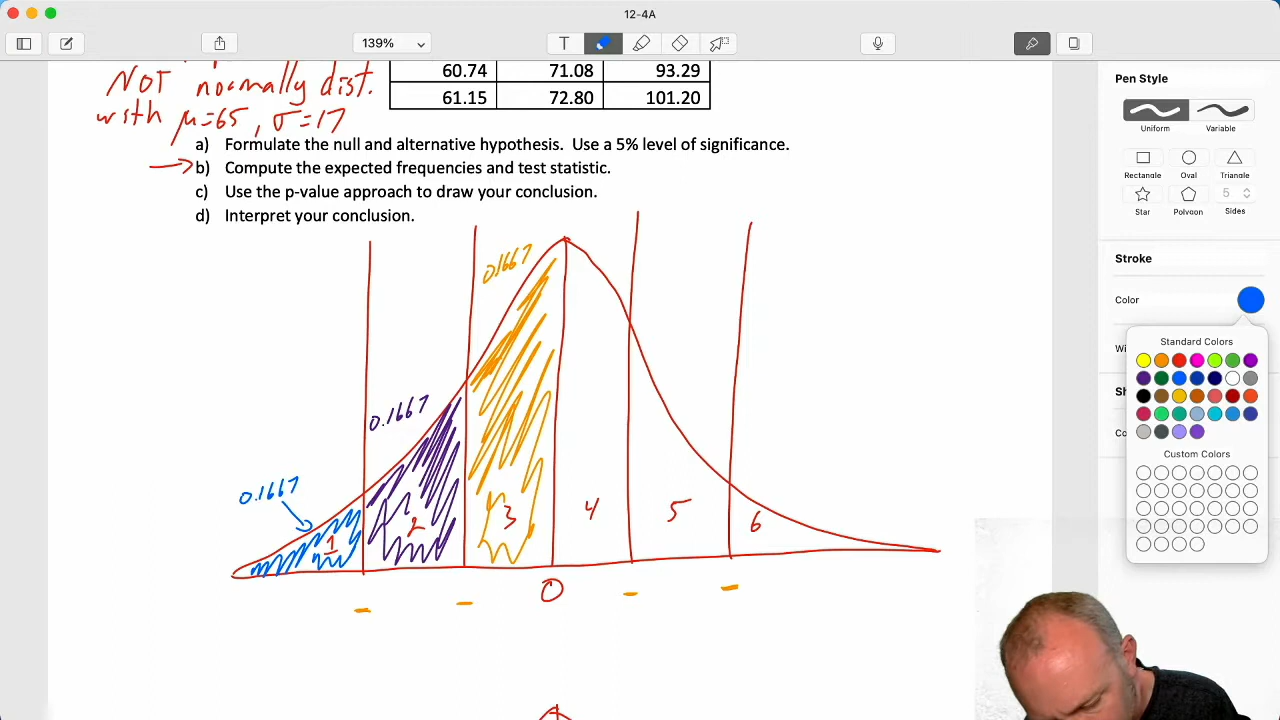 12-4A
139%
T
Pen Style
Uniform Variable
Rectangle Oval Triangle
Star Polygon Sides
5
Stroke
Color
Standard Colors
Custom Colors
NOT normally dist.
with μ=65, σ=17
60.74 71.08 93.29
61.15 72.80 101.20
a) Formulate the null and alternative hypothesis. Use a 5% level of significance.
b) Compute the expected frequencies and test statistic.
c) Use the p-value approach to draw your conclusion.
d) Interpret your conclusion.
0.1667
0.1667
0.1667
1 2 3 4 5 6
0